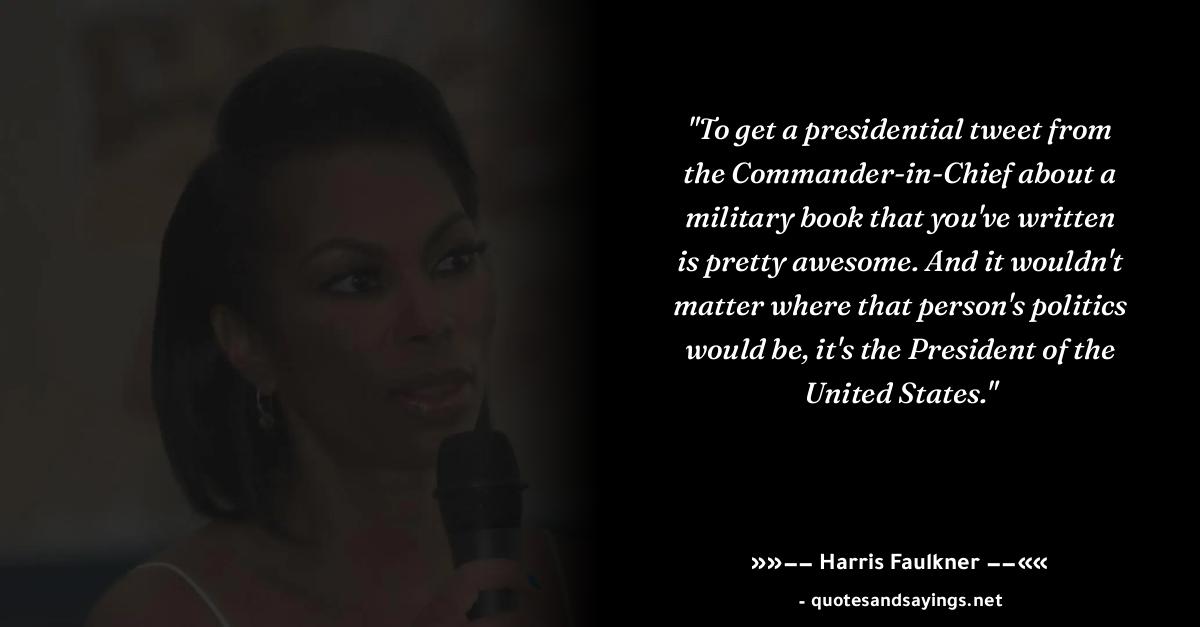 "To get a presidential tweet from
the Commander-in-Chief about a
military book that you've written
is pretty awesome. And it wouldn't
matter where that person's politics
would be, it's the President of the
United States."
»»−− Harris Faulkner −−««
- quotesandsayings.net